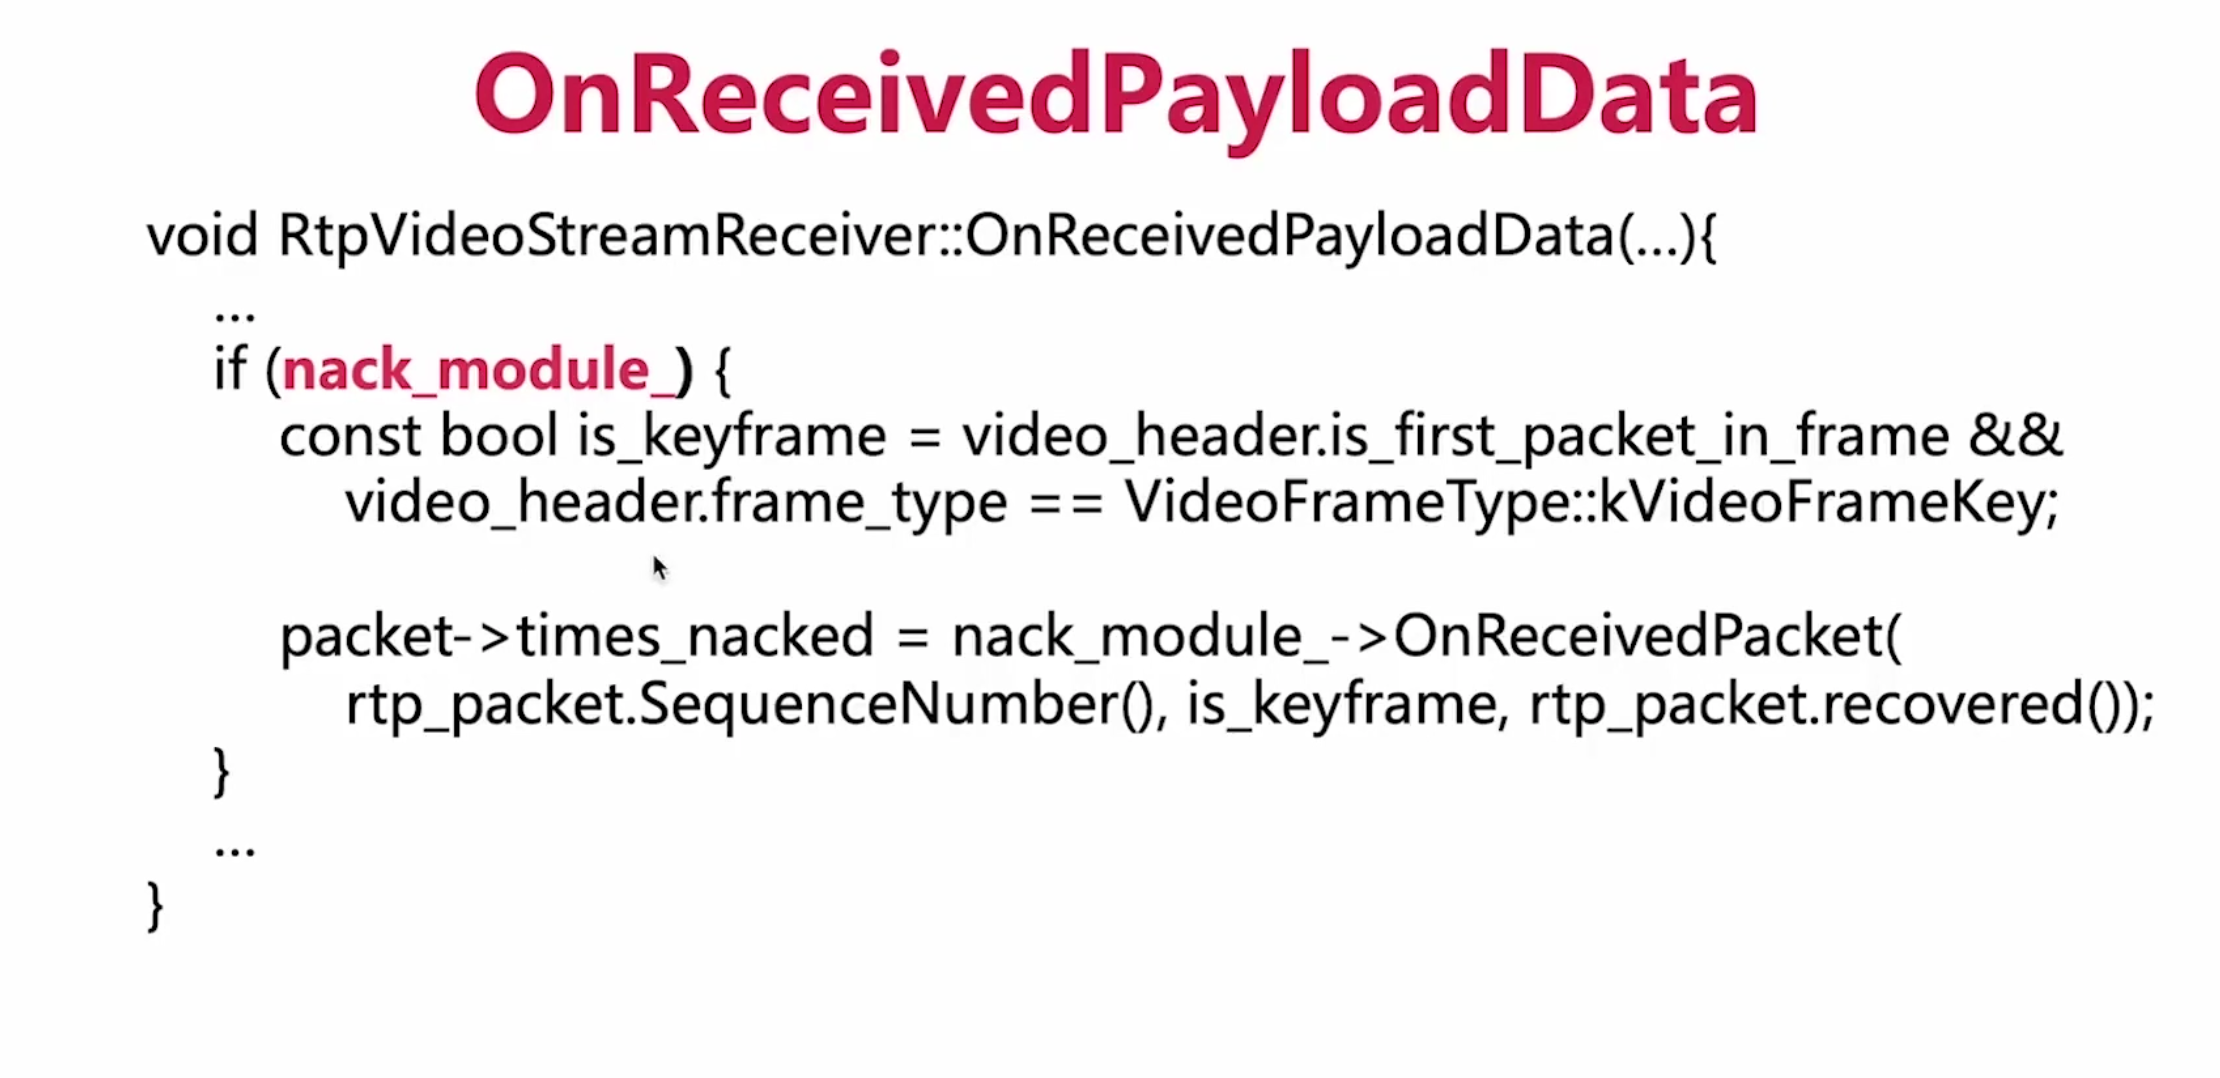 OnReceivedPayloadData
void RtpVideoStreamReceiver::OnReceivedPayloadData(...){
...
if (nack_module_) {
const bool is_keyframe = video_header.is_first_packet_in_frame &&
video_header.frame_type == VideoFrameType::kVideoFrameKey;
packet->times_nacked = nack_module_->OnReceivedPacket(
rtp_packet.SequenceNumber(), is_keyframe, rtp_packet.recovered());
}
...
}